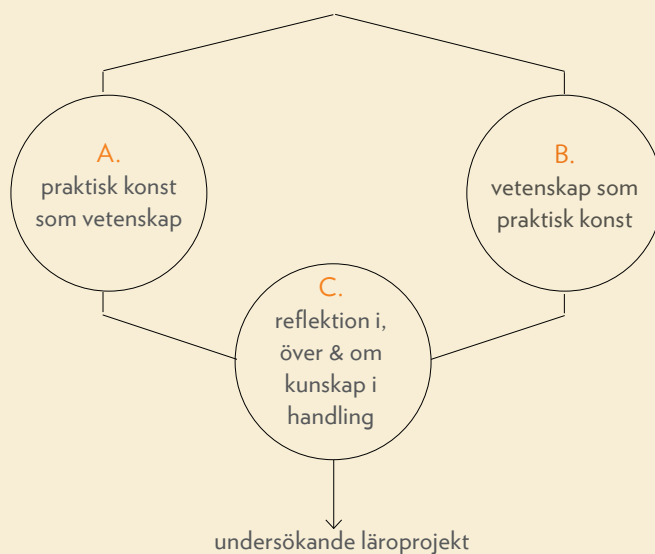 A.
praktisk konst
som vetenskap
B.
vetenskap som
praktisk konst
C.
reflektion i,
över & om
kunskap i
handling
undersökande läroprojekt